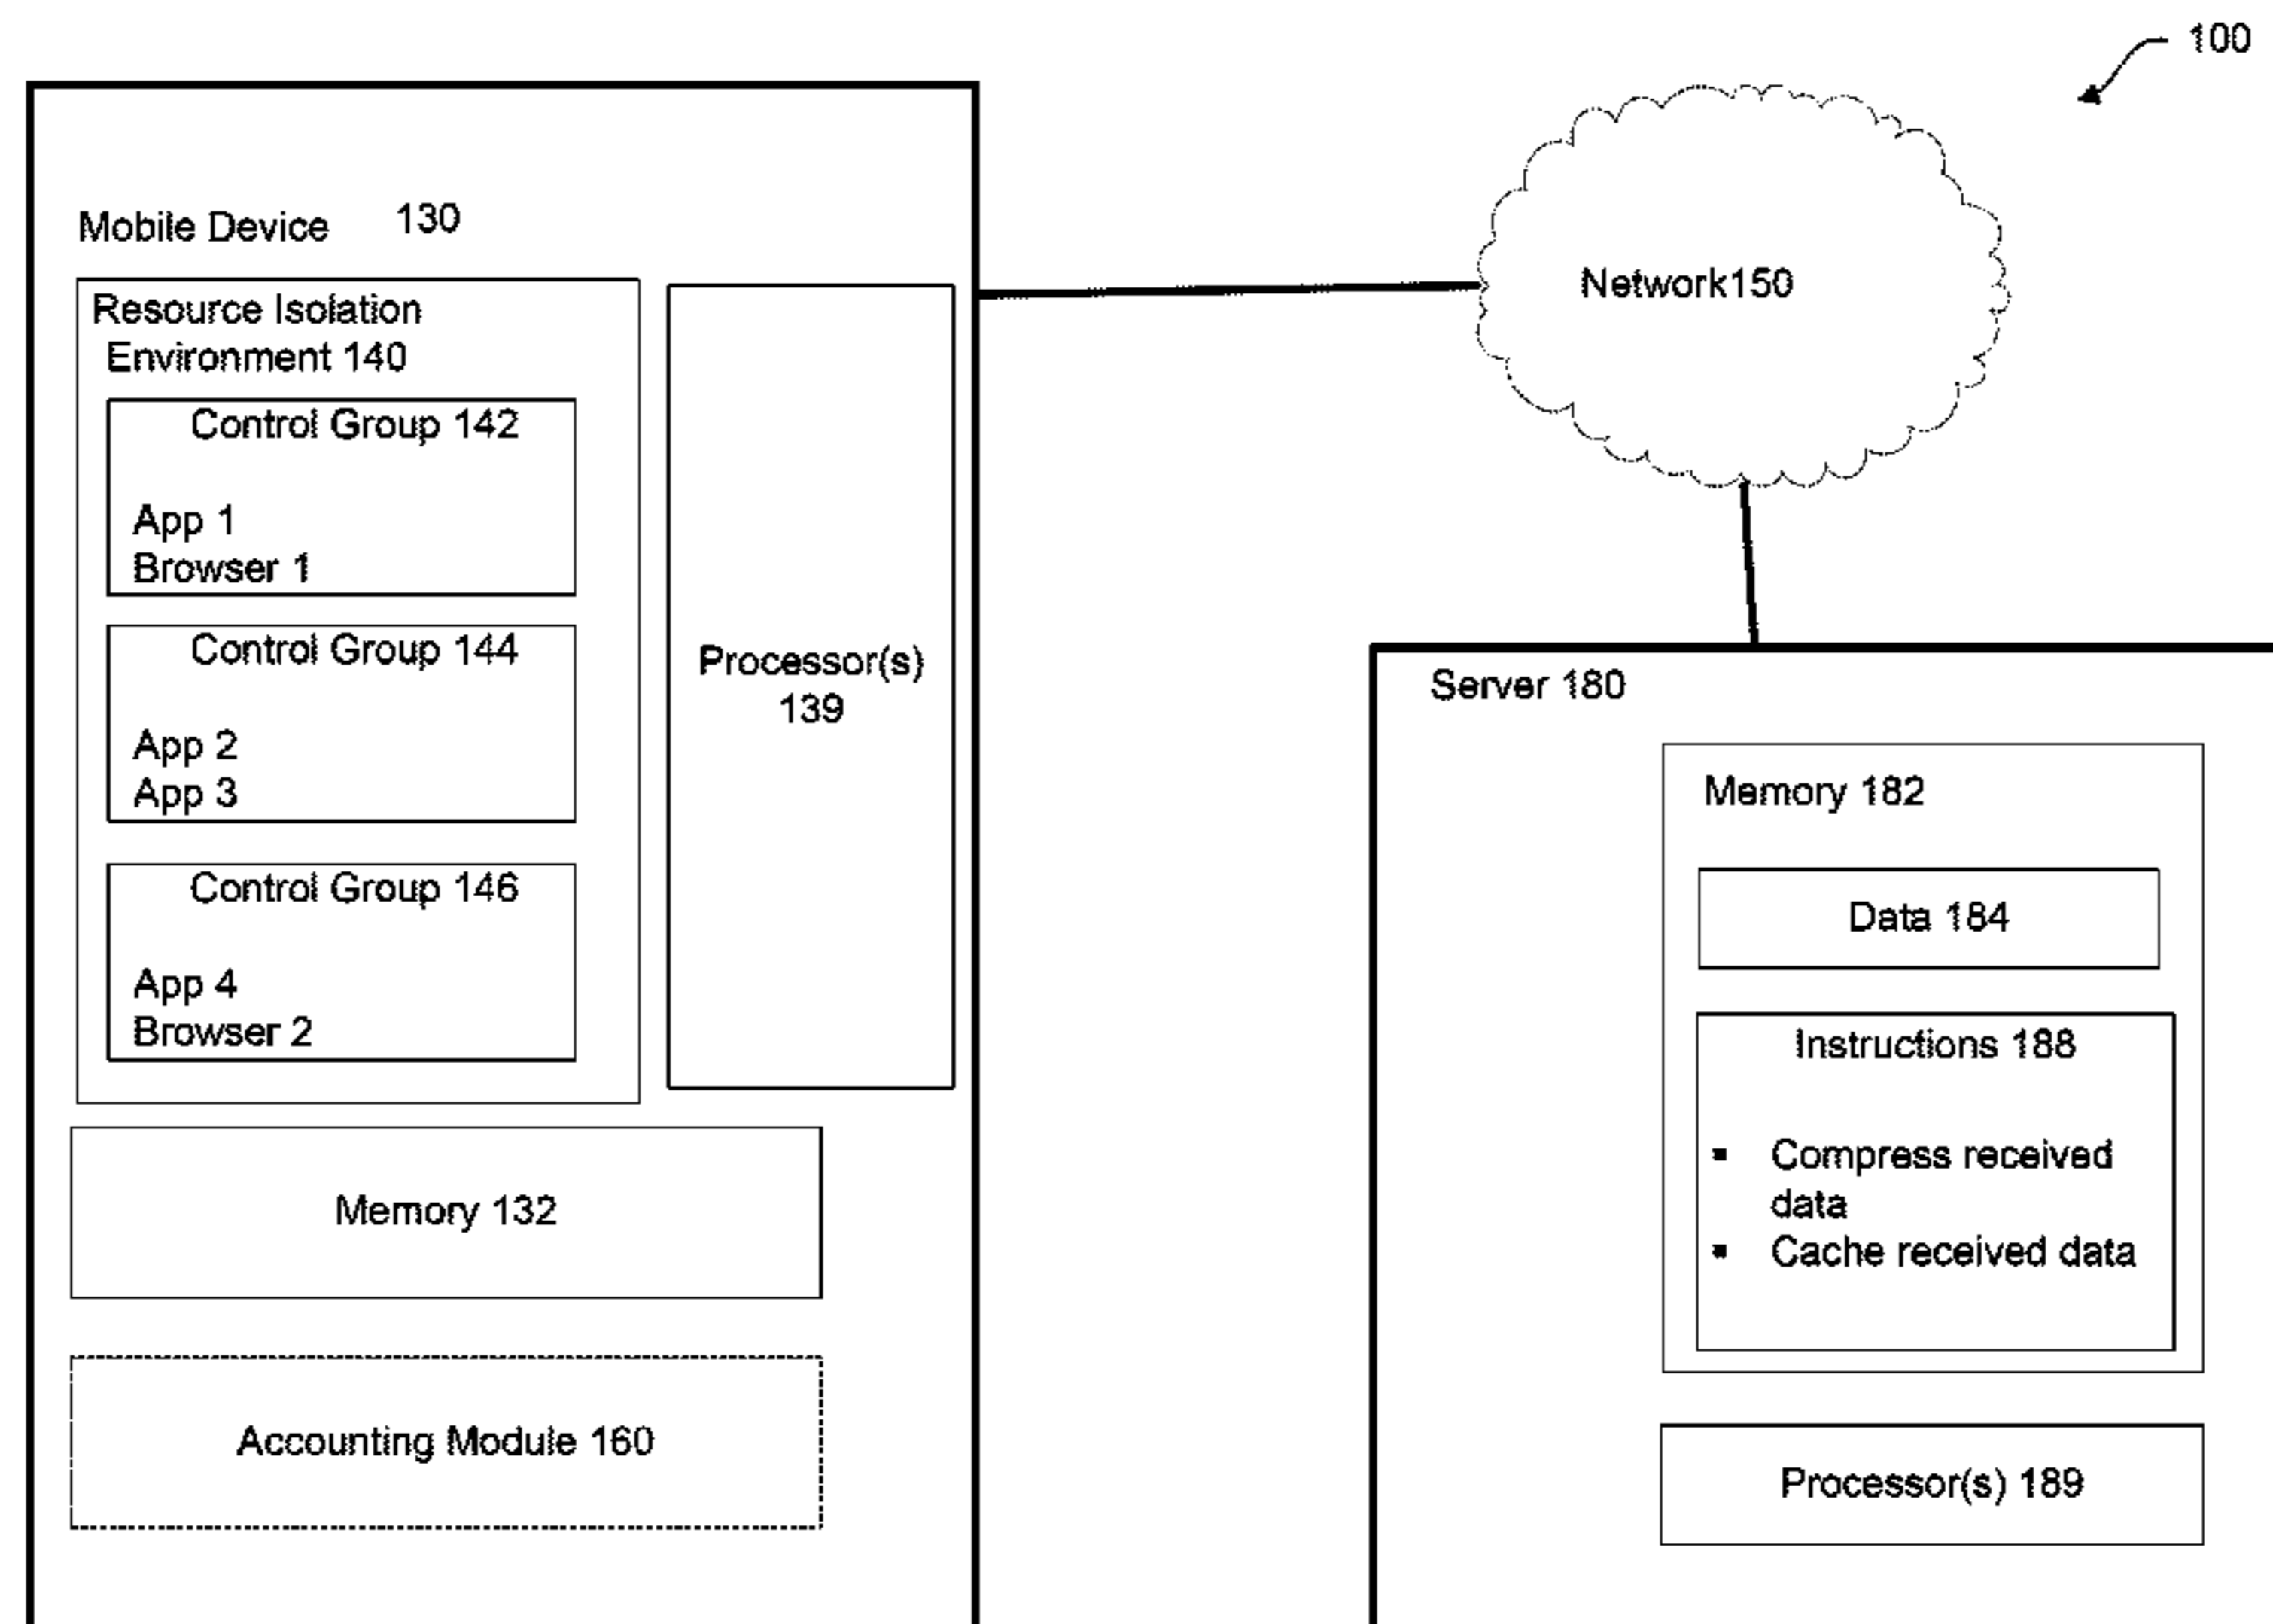 100
Mobile Device 130
Resource Isolation
Environment 140
Control Group 142
App 1
Browser 1
Control Group 144
App 2
App 3
Control Group 146
App 4
Browser 2
Processor(s)
139
Memory 132
Accounting Module 160
Network150
Server 180
Memory 182
Data 184
Instructions 188
▪ Compress received
data
▪ Cache received data
Processor(s) 189